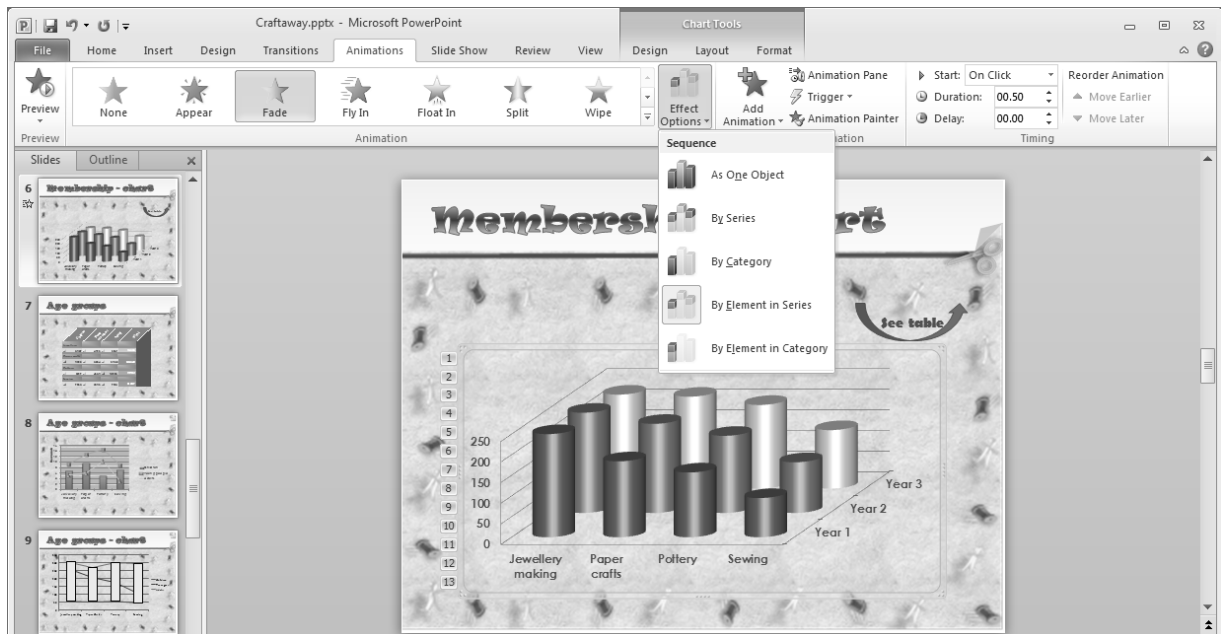 Craftaway.pptx - Microsoft PowerPoint
Chart Tools
File Home Insert Design Transitions Animations Slide Show Review View Design Layout Format
Preview
None
Appear
Fade
Fly In
Float In
Split
Wipe
Effect Options
Add Animation
Animation Pane
Trigger
Animation Painter
Start: On Click
Duration: 00.50
Delay: 00.00
Reorder Animation
Move Earlier
Move Later
Preview
Animation
Timing
Sequence
As One Object
By Series
By Category
By Element in Series
By Element in Category
Slides Outline
6 Membership - chart
7 Age groups
8 Age groups - chart
9 Age groups - chart
See table
1
2
3
4
5
6
7
8
9
10
11
12
13
250
200
150
100
50
0
Jewellery making
Paper crafts
Pottery
Sewing
Year 1
Year 2
Year 3